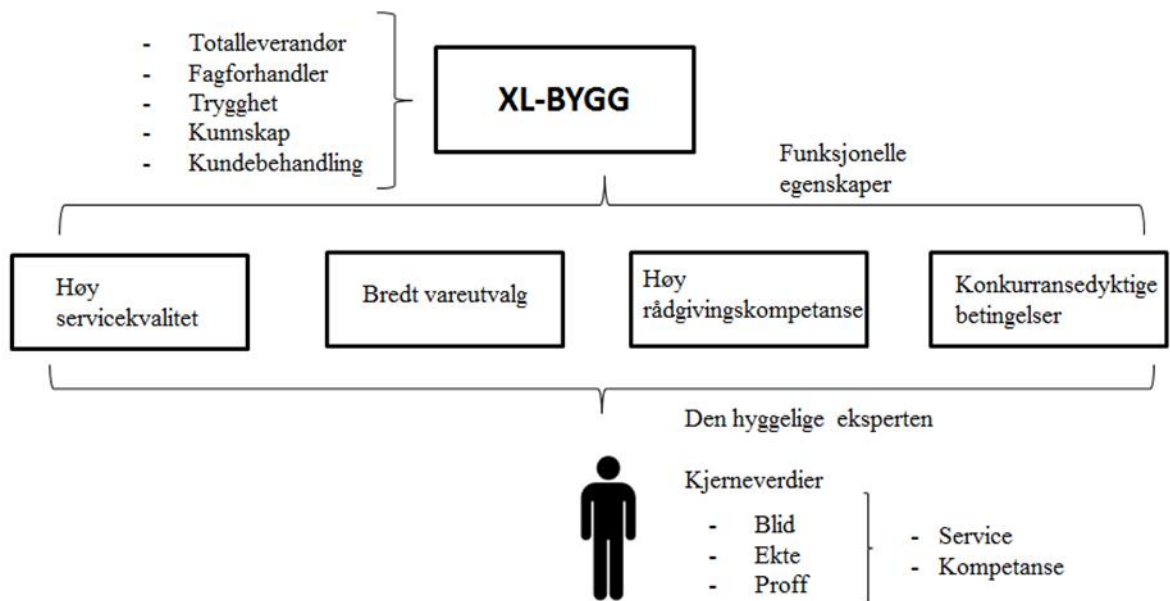 - Totalleverandør
- Fagforhandler
- Trygghet
- Kunnskap
- Kundebehandling
XL-BYGG
Funksjonelle
egenskaper
Høy
servicekvalitet
Bredt vareutvalg
Høy
rådgivingskompetanse
Konkurransedyktige
betingelser
Den hyggelige eksperten
Kjerneverdier
- Blid
- Ekte
- Proff
- Service
- Kompetanse